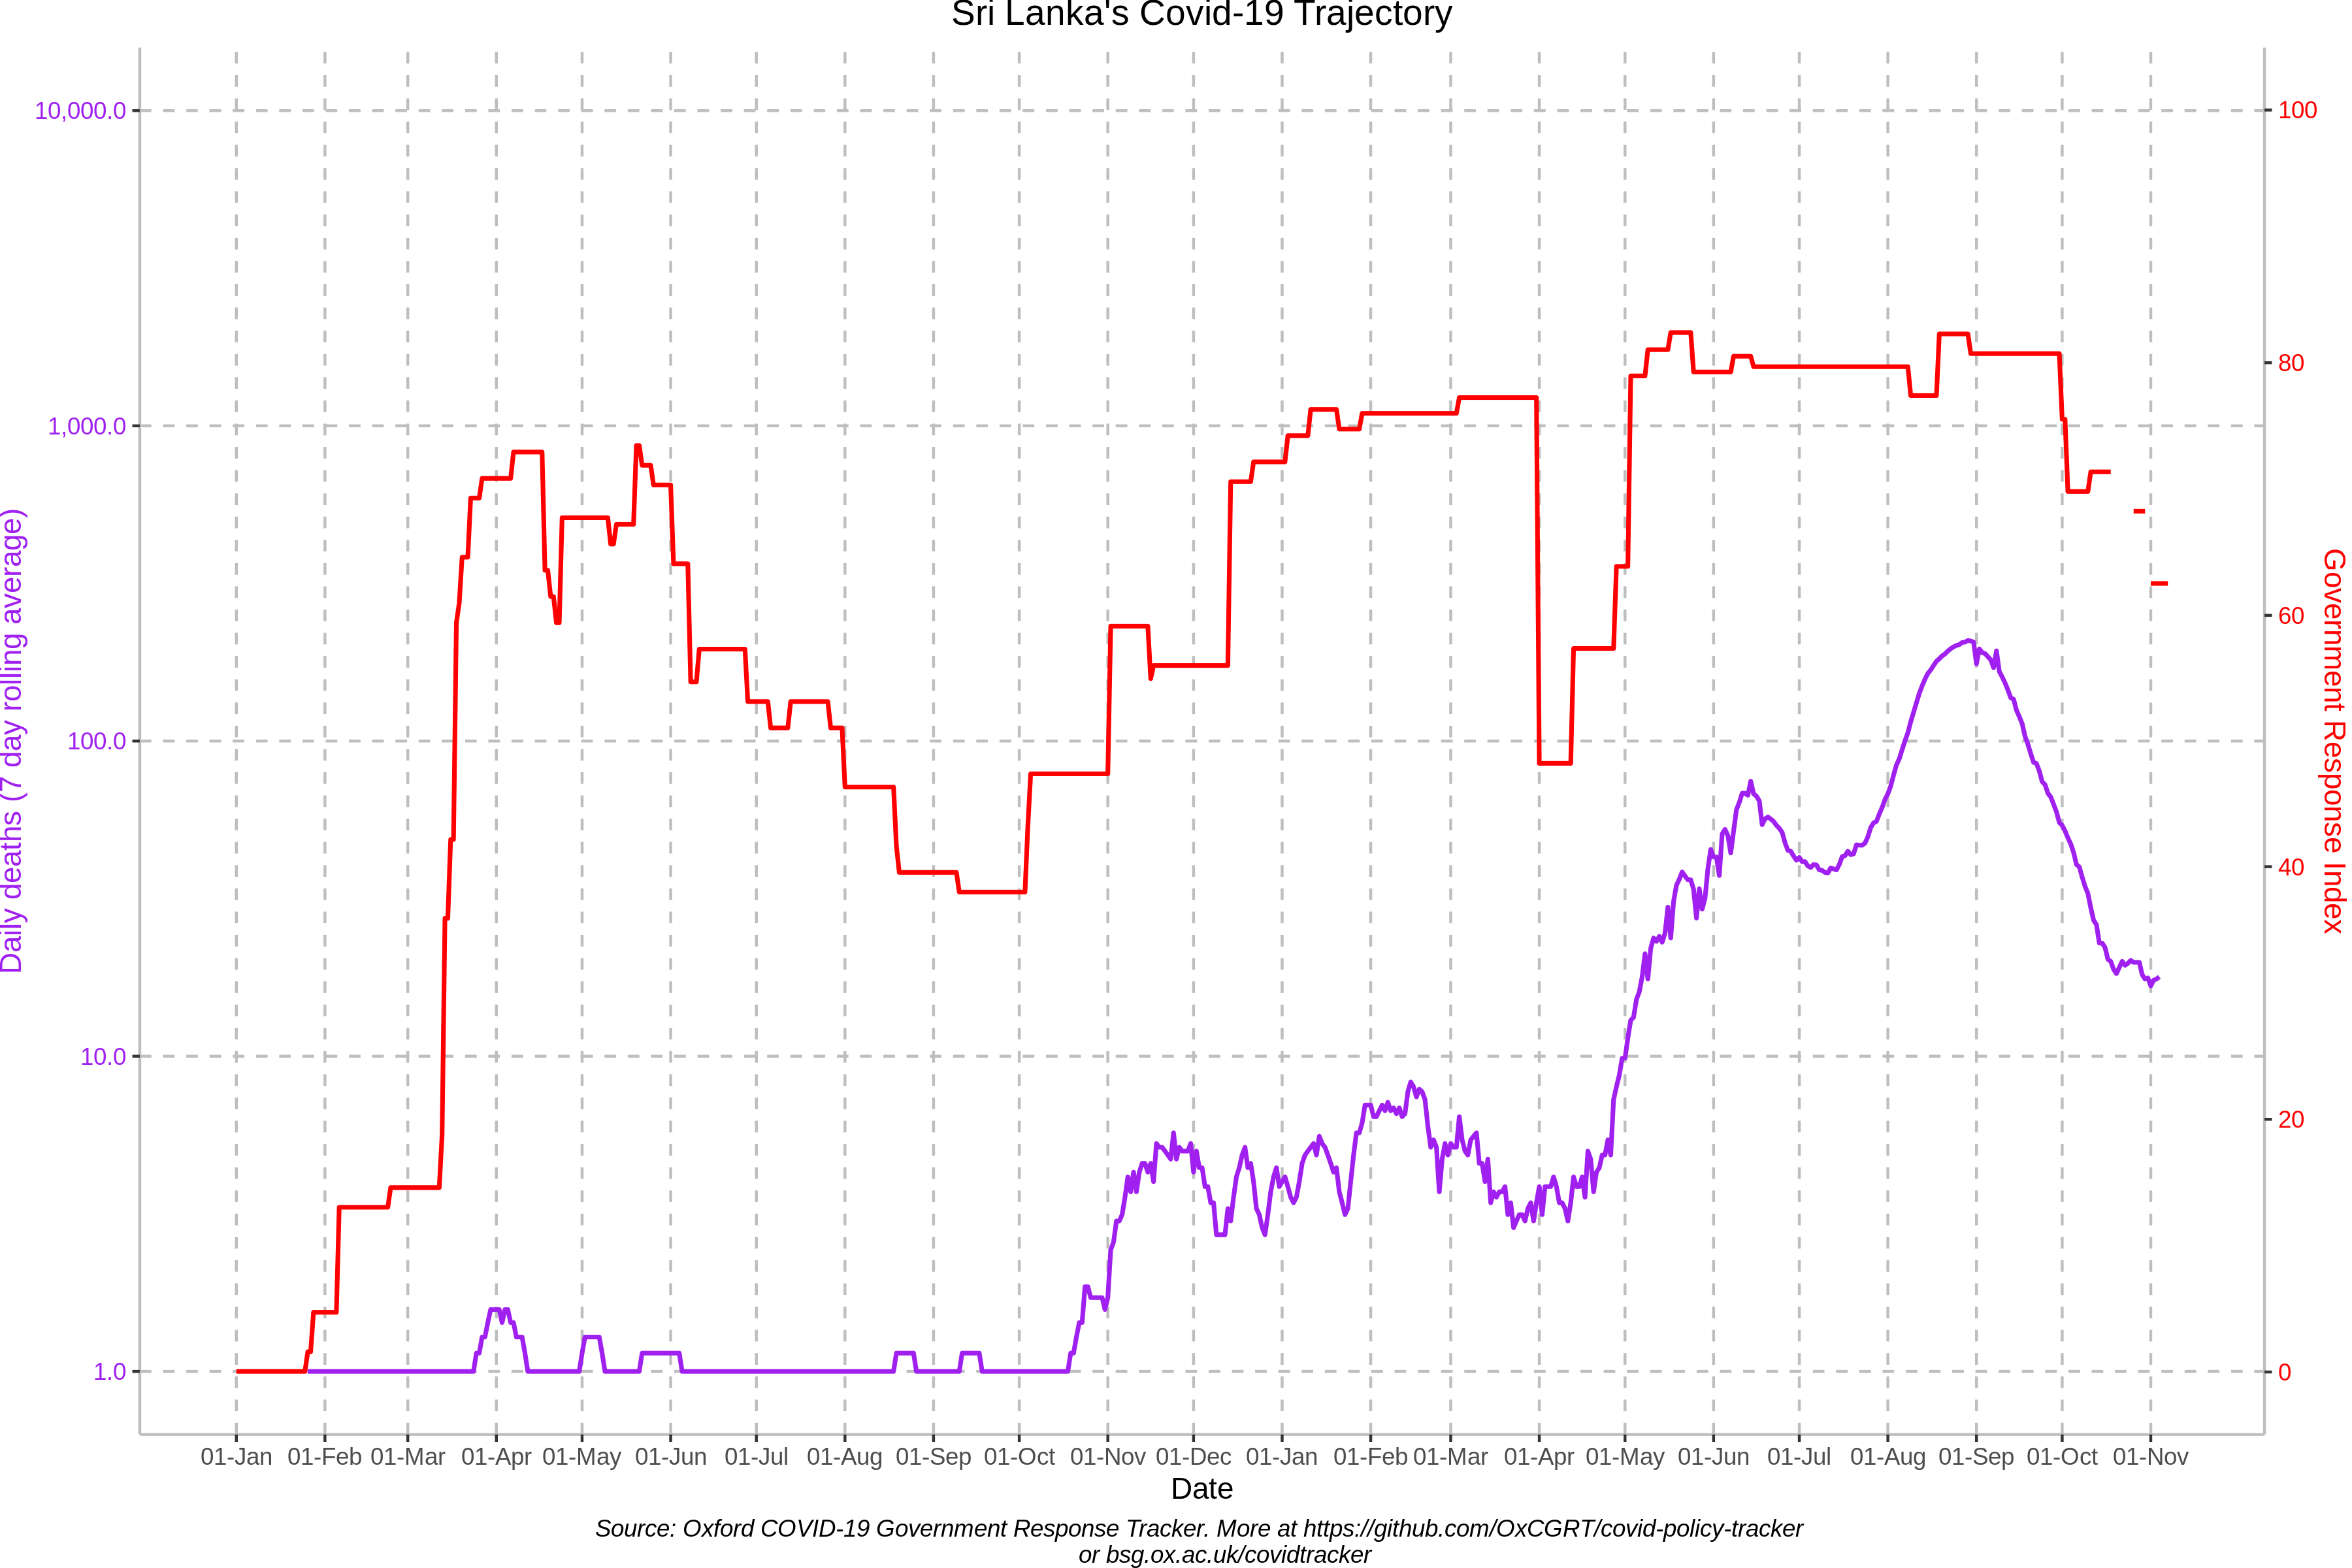 Sri Lanka's Covid-19 Trajectory
10,000.0
1,000.0
100.0
10.0
1.0
Daily deaths (7 day rolling average)
100
80
60
40
20
0
Government Response Index
01-Jan 01-Feb 01-Mar 01-Apr 01-May 01-Jun 01-Jul 01-Aug 01-Sep 01-Oct 01-Nov 01-Dec 01-Jan 01-Feb 01-Mar 01-Apr 01-May 01-Jun 01-Jul 01-Aug 01-Sep 01-Oct 01-Nov
Date
Source: Oxford COVID-19 Government Response Tracker. More at https://github.com/OxCGRT/covid-policy-tracker
or bsg.ox.ac.uk/covidtracker